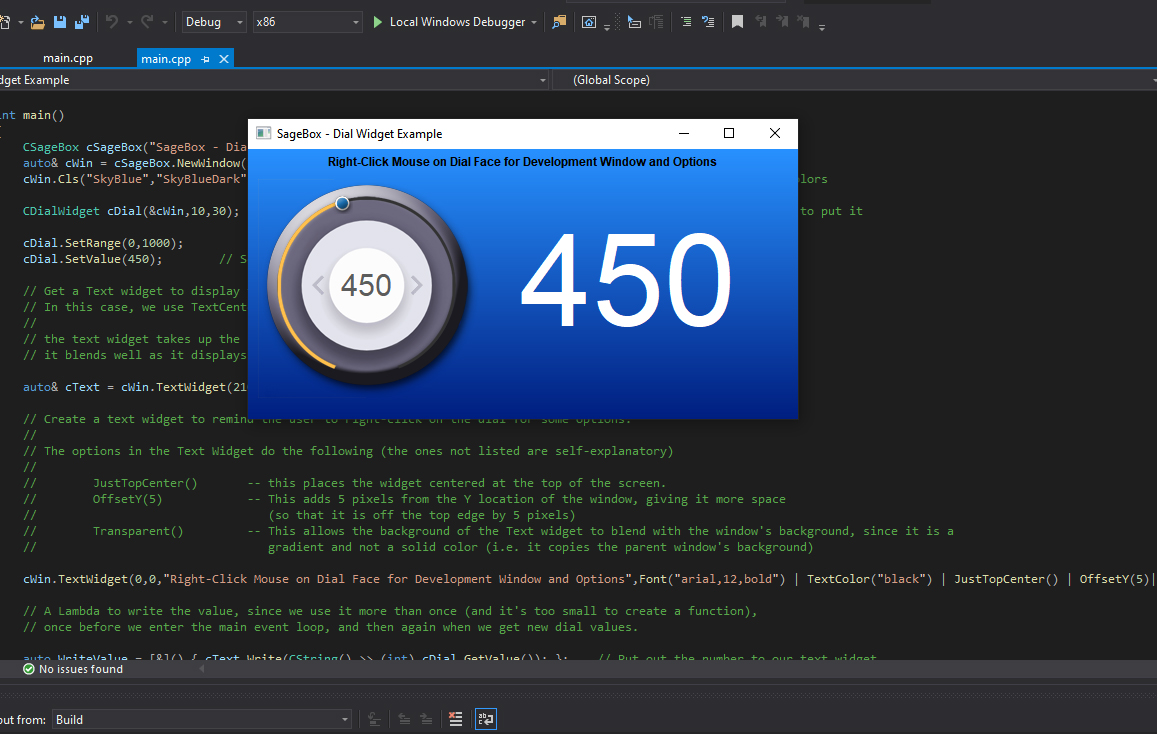 Debug x86 Local Windows Debugger
main.cpp main.cpp
dget Example (Global Scope)
int main()
{
CSageBox cSageBox("SageBox - Dia
auto& cWin = cSageBox.NewWindow(
cWin.Cls("SkyBlue","SkyBlueDark" lors
CDialWidget cDial(&cWin,10,30); to put it
cDial.SetRange(0,1000);
cDial.SetValue(450); // S
// Get a Text widget to display
// In this case, we use TextCent
//
// the text widget takes up the
// it blends well as it displays
auto& cText = cWin.TextWidget(21
SageBox - Dial Widget Example
Right-Click Mouse on Dial Face for Development Window and Options
450
450
// Create a text widget to remind the user to right-click on the dial for some options.
//
// The options in the Text Widget do the following (the ones not listed are self-explanatory)
//
// JustTopCenter() -- this places the widget centered at the top of the screen.
// OffsetY(5) -- This adds 5 pixels from the Y location of the window, giving it more space
// (so that it is off the top edge by 5 pixels)
// Transparent() -- This allows the background of the Text widget to blend with the window's background, since it is a
// gradient and not a solid color (i.e. it copies the parent window's background)
cWin.TextWidget(0,0,"Right-Click Mouse on Dial Face for Development Window and Options",Font("arial,12,bold") | TextColor("black") | JustTopCenter() | OffsetY(5)|
// A Lambda to write the value, since we use it more than once (and it's too small to create a function),
// once before we enter the main event loop, and then again when we get new dial values.
auto WriteValue = [&]() { cText.Write(CString() >> (int) cDial.GetValue()); }; // Put out the number to our text widget
No issues found
out from: Build